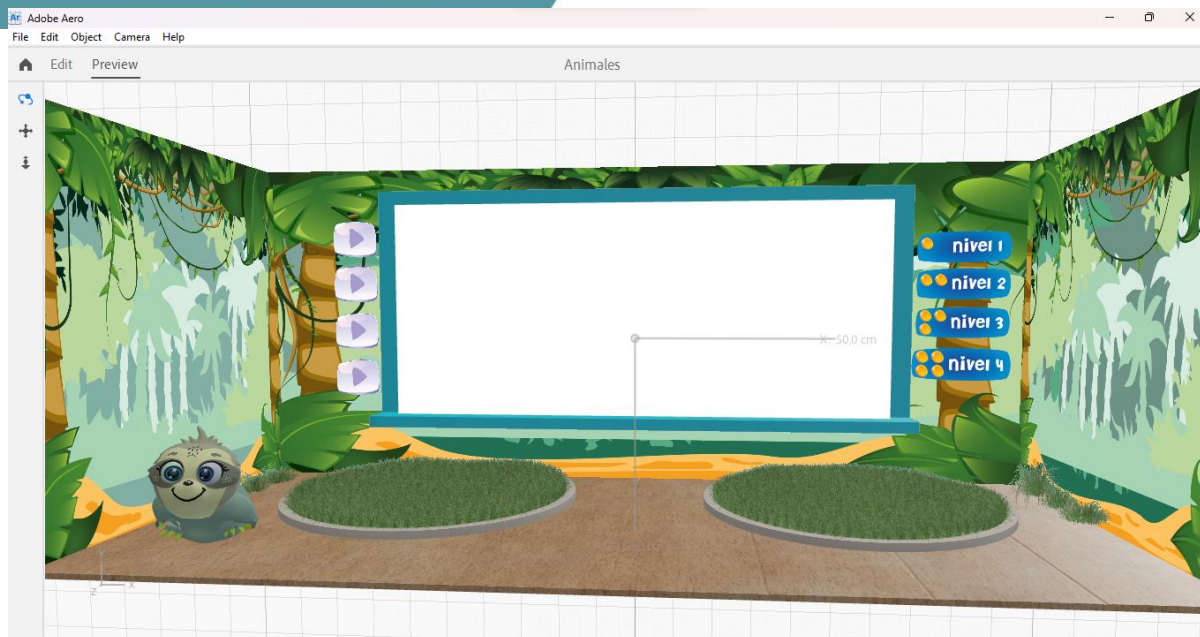 Ar Adobe Aero
File Edit Object Camera Help
Edit Preview Animales
nivel 1
nivel 2
nivel 3
nivel 4
X: 50,0 cm
Y
X
Z